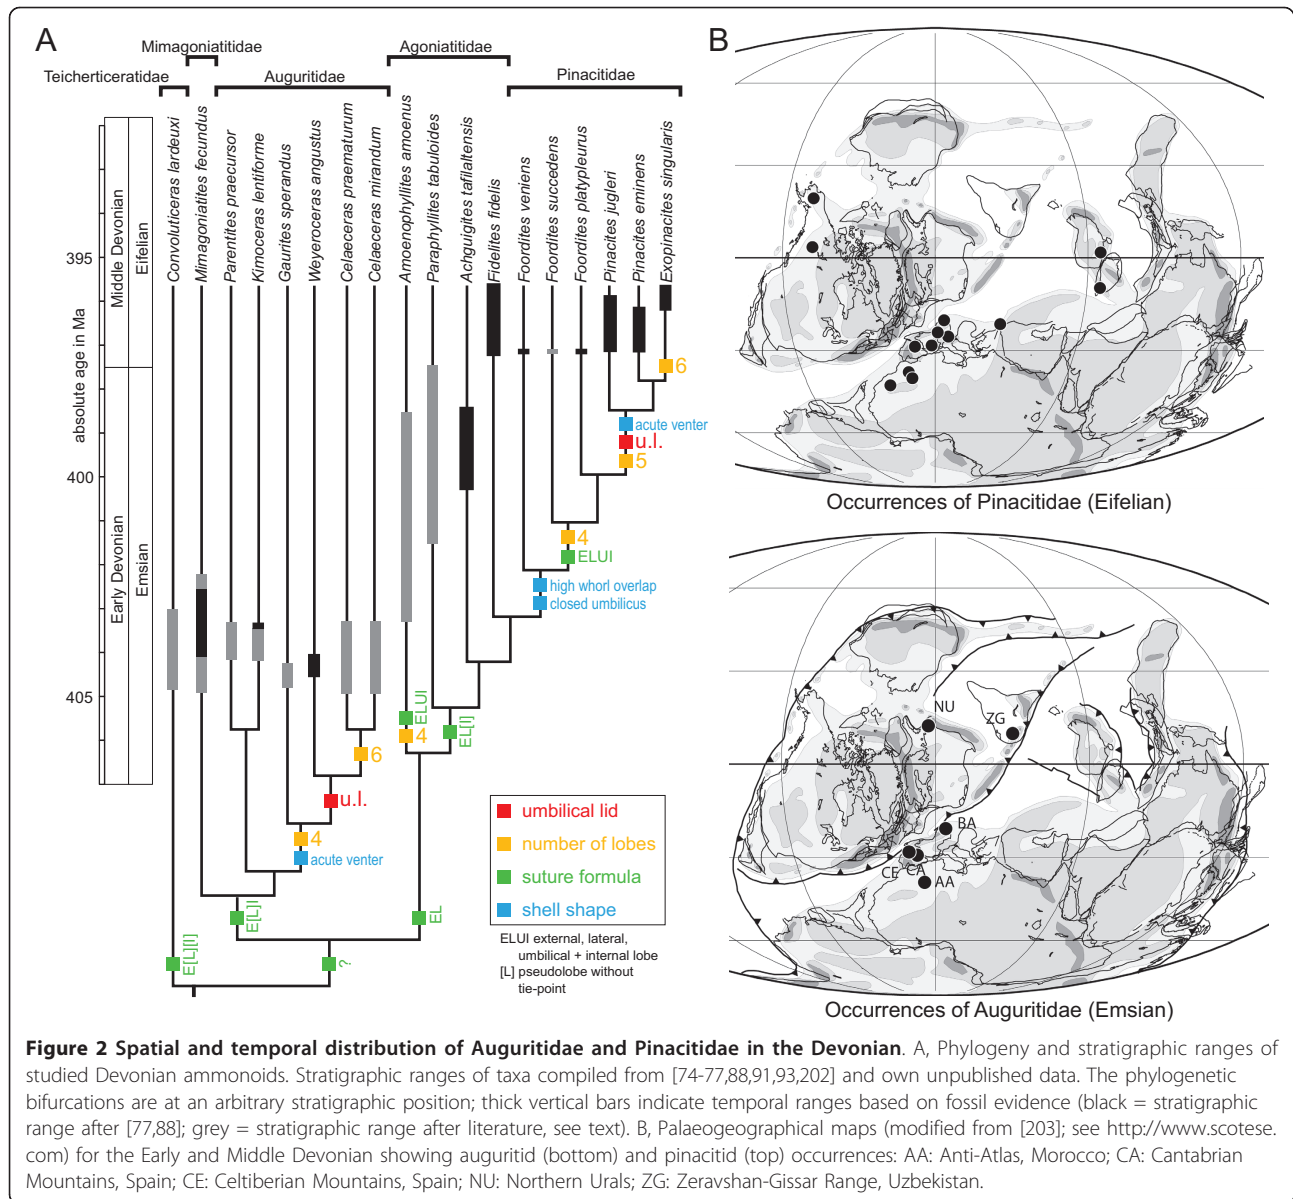 A
B
Mimagoniatitidae
Agoniatitidae
Teicherticeratidae
Auguritidae
Pinacitidae
Convoluticeras lardeuxi
Mimagoniatites fecundus
Parentites praecursor
Kimoceras lentiforme
Gaurites sperandus
Weyeroceras angustus
Celaeceras praematurum
Celaeceras mirandum
Amoenophyllites amoenus
Paraphyllites tabuloides
Achguigites tafilaltensis
Fidelites fidelis
Foordites veniens
Foordites succedens
Foordites platypleurus
Pinacites jugleri
Pinacites eminens
Exopinacites singularis
absolute age in Ma
395
400
405
Middle Devonian
Eifelian
Early Devonian
Emsian
6
acute venter
u.l.
5
4
ELUI
high whorl overlap
closed umbilicus
ELUI
4
EL[I]
6
u.l.
4
acute venter
E[L]I
EL
E[L][I]
?
umbilical lid
number of lobes
suture formula
shell shape
ELUI external, lateral,
umbilical + internal lobe
[L] pseudolobe without
tie-point
Occurrences of Pinacitidae (Eifelian)
NU
ZG
BA
CE
CA
AA
Occurrences of Auguritidae (Emsian)
Figure 2 Spatial and temporal distribution of Auguritidae and Pinacitidae in the Devonian. A, Phylogeny and stratigraphic ranges of
studied Devonian ammonoids. Stratigraphic ranges of taxa compiled from [74-77,88,91,93,202] and own unpublished data. The phylogenetic
bifurcations are at an arbitrary stratigraphic position; thick vertical bars indicate temporal ranges based on fossil evidence (black = stratigraphic
range after [77,88]; grey = stratigraphic range after literature, see text). B, Palaeogeographical maps (modified from [203]; see http://www.scotese.
com) for the Early and Middle Devonian showing auguritid (bottom) and pinacitid (top) occurrences: AA: Anti-Atlas, Morocco; CA: Cantabrian
Mountains, Spain; CE: Celtiberian Mountains, Spain; NU: Northern Urals; ZG: Zeravshan-Gissar Range, Uzbekistan.